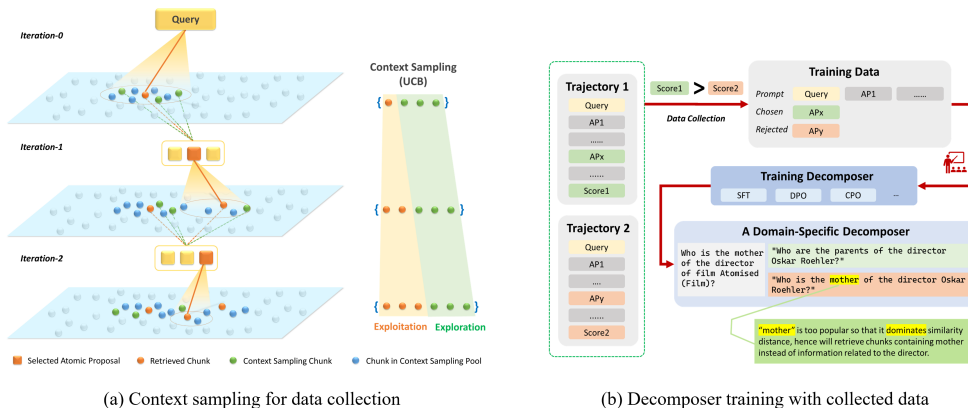 Query
Iteration-0
Context Sampling
(UCB)
{ }
Iteration-1
{ }
Iteration-2
{ }
Exploitation
Exploration
Selected Atomic Proposal
Retrieved Chunk
Context Sampling Chunk
Chunk in Context Sampling Pool
(a) Context sampling for data collection
Trajectory 1
Query
AP1
......
APx
......
Score1
Trajectory 2
Query
AP1
....
APy
......
Score2
Score1 > Score2
Data Collection
Training Data
Prompt Query AP1 ......
Chosen APx
Rejected APy
Training Decomposer
SFT DPO CPO ...
A Domain-Specific Decomposer
Who is the mother
of the director
of film Atomised
(Film)?
"Who are the parents of the director
Oskar Roehler?"
"Who is the mother of the director Oskar
Roehler?"
“mother” is too popular so that it dominates similarity
distance, hence will retrieve chunks containing mother
instead of information related to the director.
(b) Decomposer training with collected data